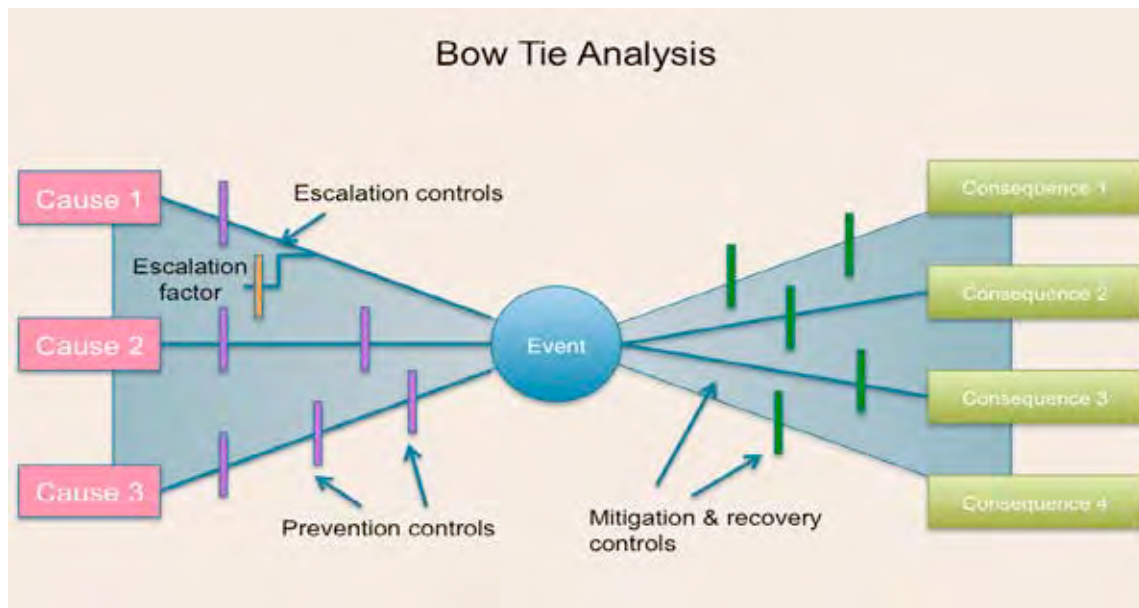 Bow Tie Analysis
Cause 1
Escalation controls
Consequence 1
Escalation
factor
Consequence 2
Cause 2
Event
Consequence 3
Cause 3
Prevention controls
Mitigation & recovery
controls
Consequence 4